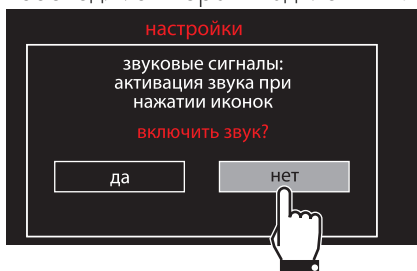 настройки
звуковые сигналы:
активация звука при
нажатии иконок
включить звук?
да нет